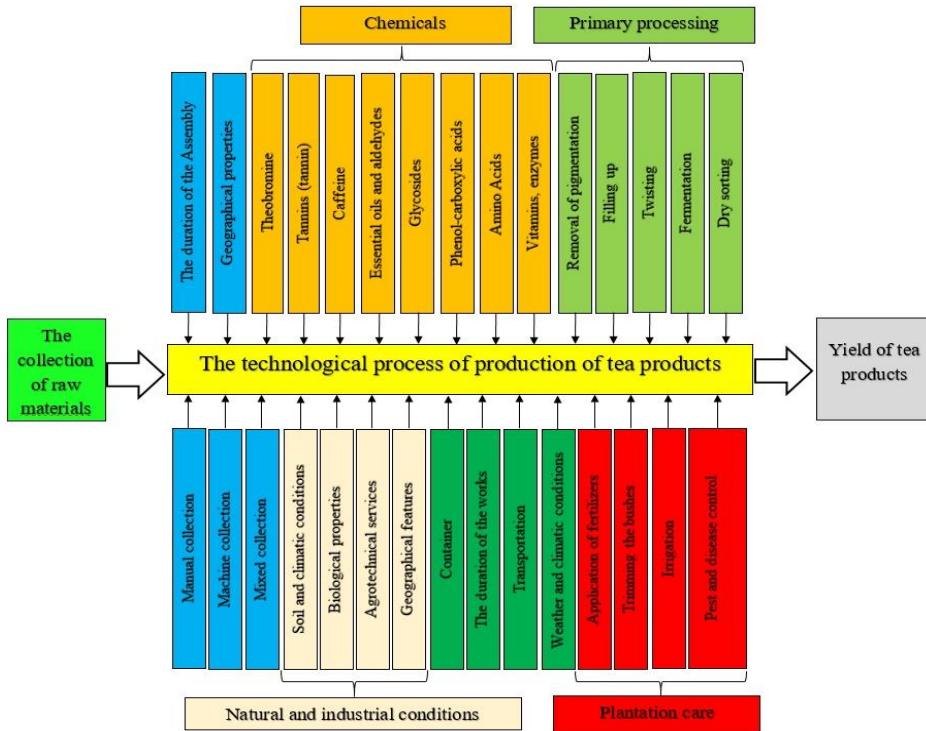 Chemicals
Primary processing
The duration of the Assembly
Geographical properties
Theobromine
Tannins (tannin)
Caffeine
Essential oils and aldehydes
Glycosides
Phenol-carboxylic acids
Amino Acids
Vitamins, enzymes
Removal of pigmentation
Filling up
Twisting
Fermentation
Dry sorting
The
collection
of raw
materials
The technological process of production of tea products
Yield of tea
products
Manual collection
Machine collection
Mixed collection
Soil and climatic conditions
Biological properties
Agrotechnical services
Geographical features
Container
The duration of the works
Transportation
Weather and climatic conditions
Application of fertilizers
Trimming the bushes
Irrigation
Pest and disease control
Natural and industrial conditions
Plantation care